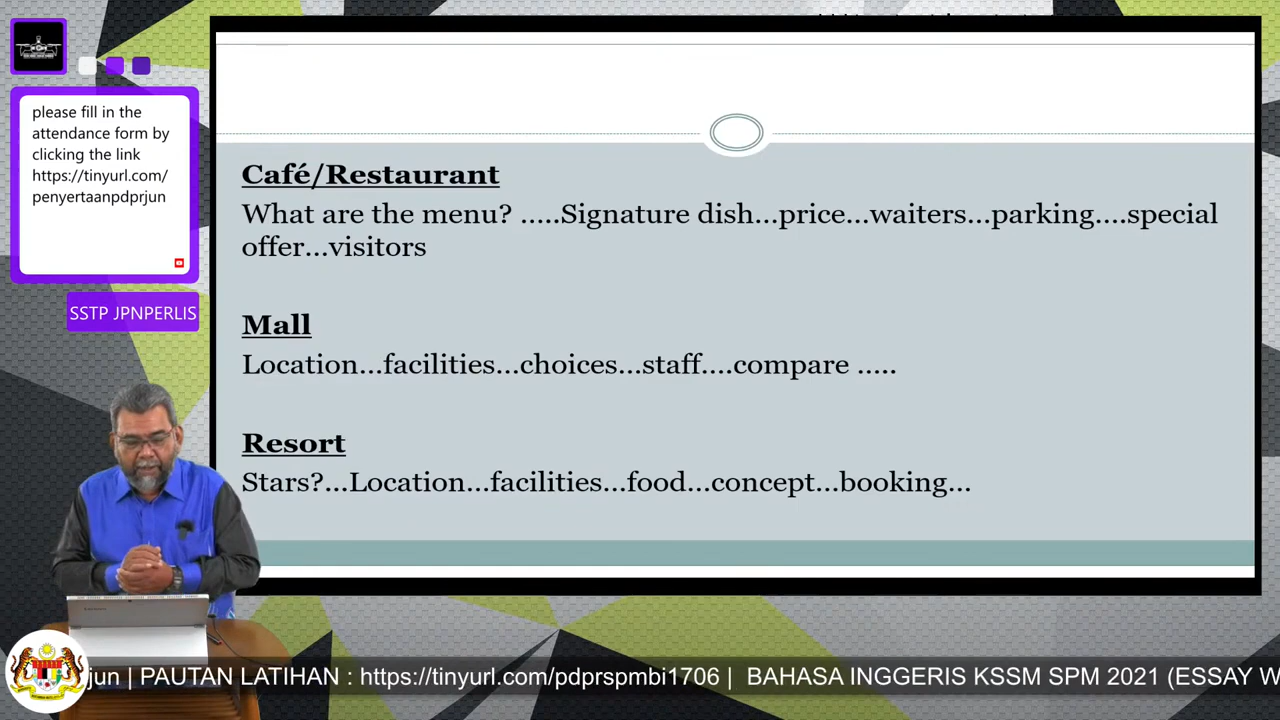 please fill in the
attendance form by
clicking the link
https://tinyurl.com/
penyertaanpdprjun
SSTP JPNPERLIS
Café/Restaurant
What are the menu? .....Signature dish...price...waiters...parking....special
offer...visitors
Mall
Location...facilities...choices...staff....compare .....
Resort
Stars?...Location...facilities...food...concept...booking...
jun | PAUTAN LATIHAN : https://tinyurl.com/pdprspmbi1706 | BAHASA INGGERIS KSSM SPM 2021 (ESSAY W